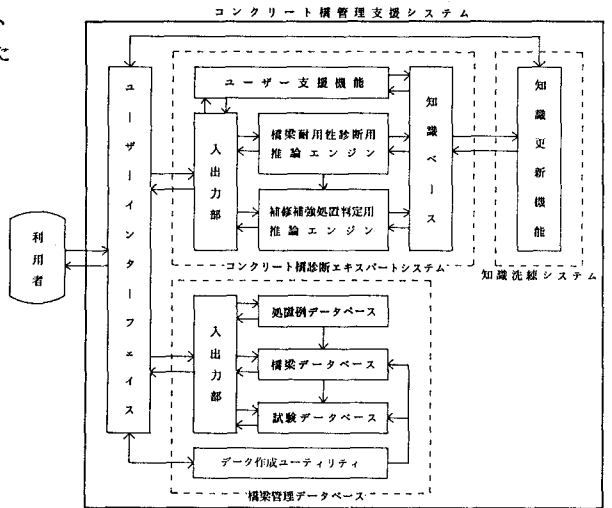 コンクリート橋管理支援システム
、
た
ユーザーインターフェイス
利用者
ユーザー支援機能
入出力部
橋梁耐用性診断用
推論エンジン
補修補強処置判定用
推論エンジン
知識ベース
コンクリート橋診断エキスパートシステム
知識更新機能
知識洗練システム
入出力部
処置例データベース
橋梁データベース
試験データベース
データ作成ユーティリティ
橋梁管理データベース